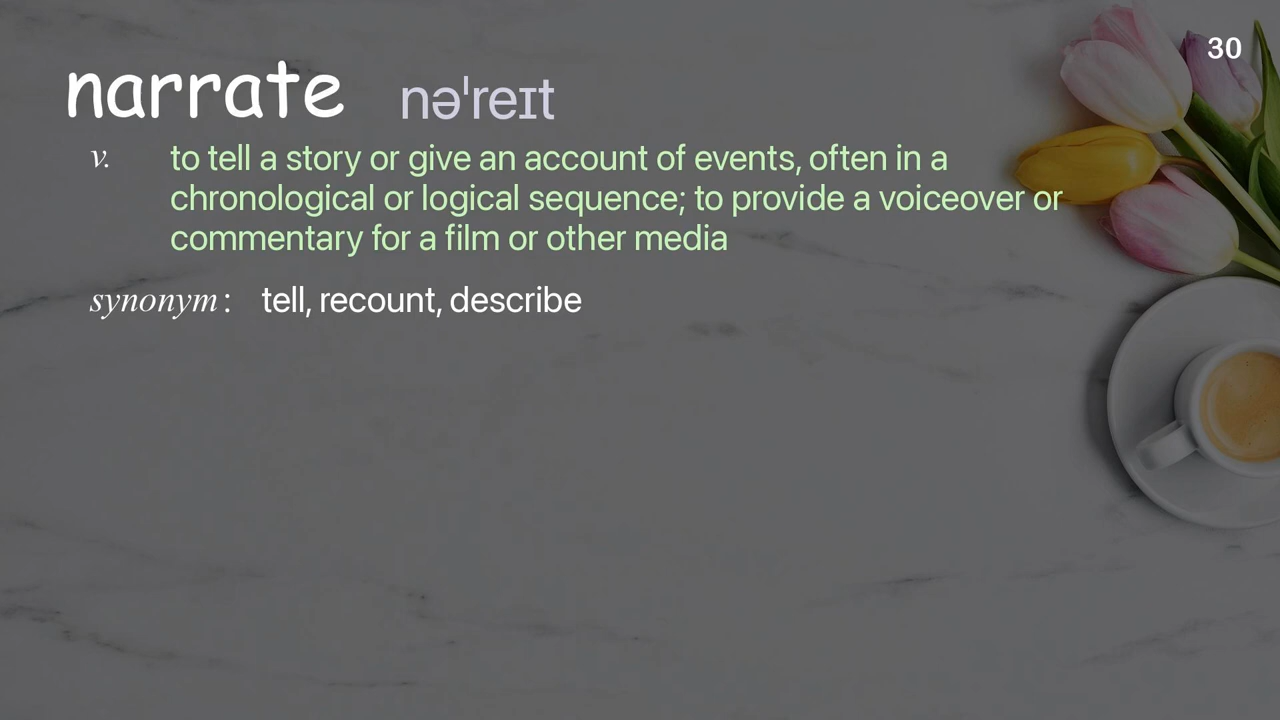 30
narrate nəˈreɪt
v. to tell a story or give an account of events, often in a
chronological or logical sequence; to provide a voiceover or
commentary for a film or other media
synonym: tell, recount, describe